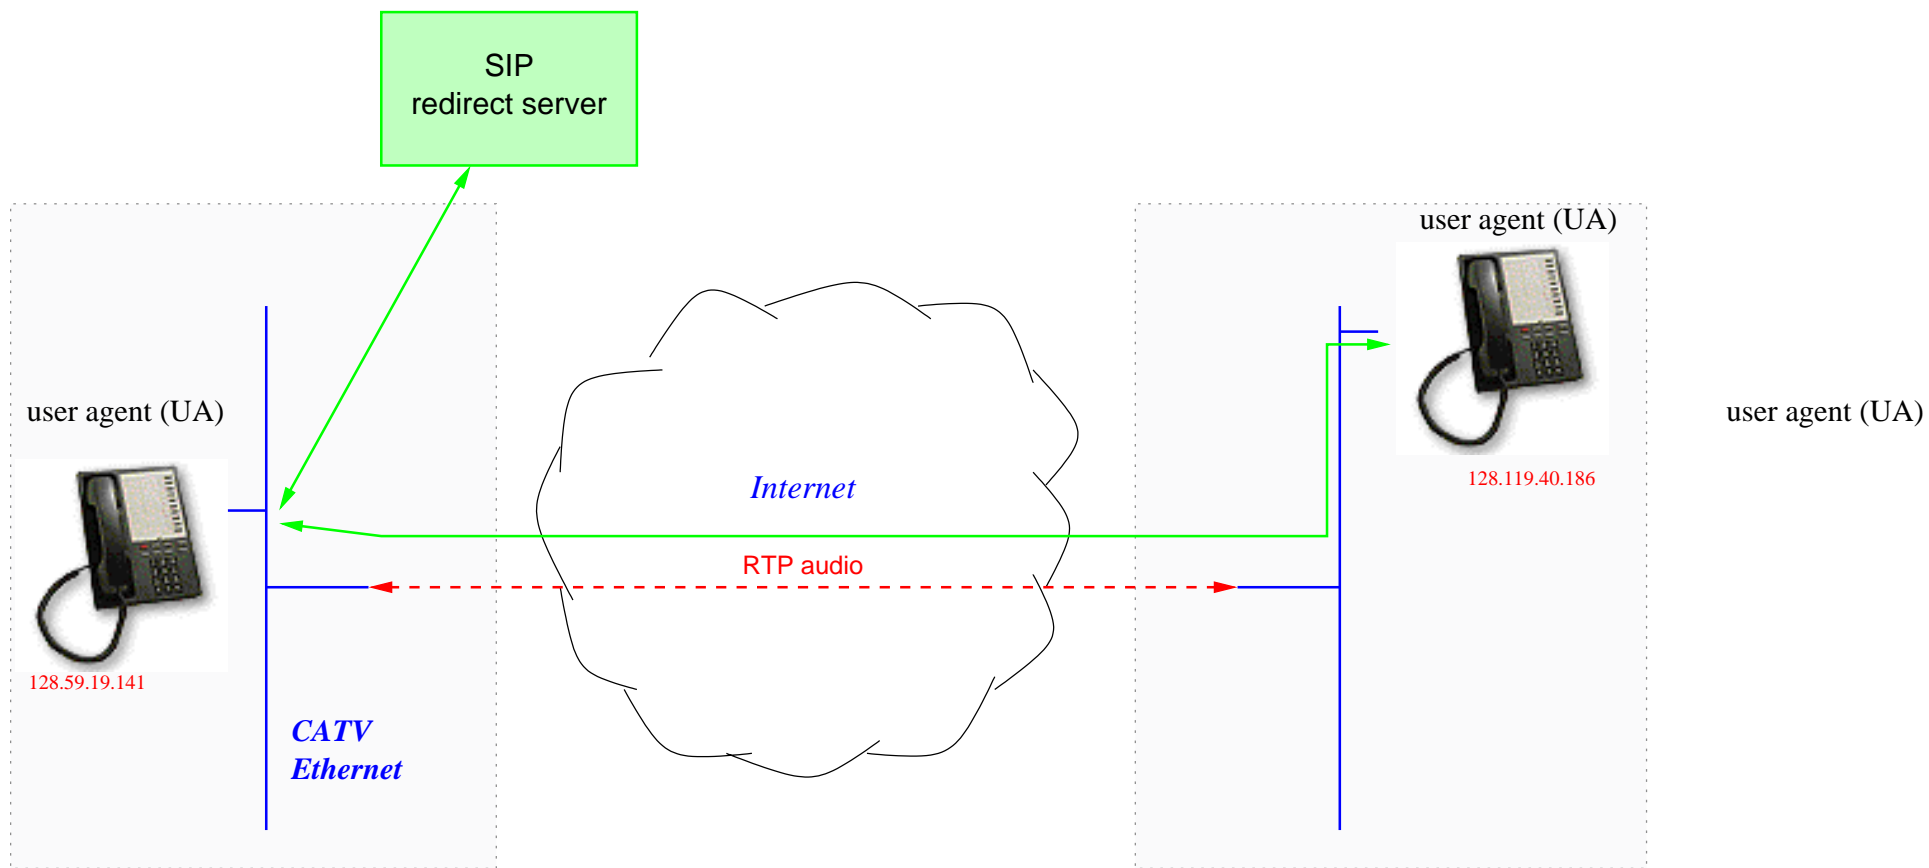 SIP
redirect server
user agent (UA)
user agent (UA)
user agent (UA)
128.119.40.186
Internet
RTP audio
128.59.19.141
CATV
Ethernet